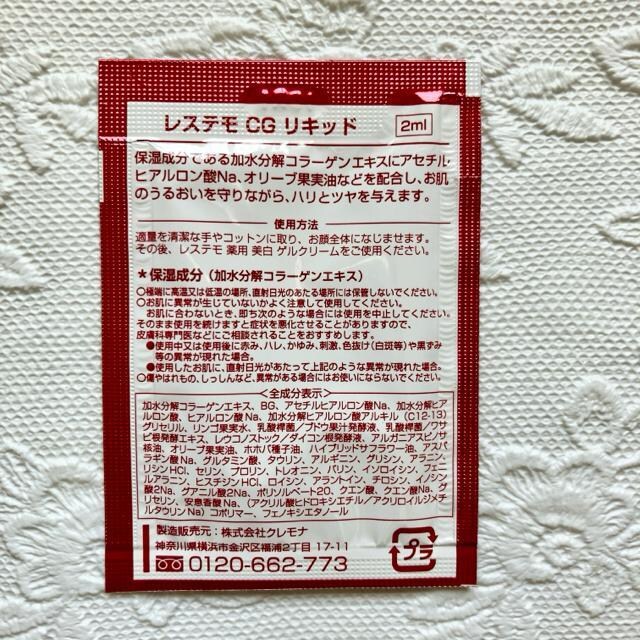 レステモ CG リキッド 2ml
保湿成分である加水分解コラーゲンエキスにアセチル
ヒアルロン酸Na、オリーブ果実油などを配合し、お肌
のうるおいを守りながら、ハリとツヤを与えます。
使用方法
適量を清潔な手やコットンに取り、お顔全体になじませます。
その後、レステモ 薬用 美白 ゲルクリームをご使用ください。
*保湿成分（加水分解コラーゲンエキス）
○極端に高温又は低温の場所、直射日光のあたる場所には保管しないでください。
○お肌に異常が生じていないかよく注意して使用してください。
お肌に合わないとき、即ち次のような場合には使用を中止してください。
そのまま使用を続けますと症状を悪化させることがありますので、
皮膚科専門医などにご相談されることをおすすめします。
●使用中又は使用後に赤み、ハレ、かゆみ、刺激、色抜け(白斑等)や黒ずみ
等の異常が現れた場合。
●使用したお肌に、直射日光があたって上記のような異常が現れた場合。
○傷やはれもの、しっしんなど、異常がある場合にはお使いにならないでください。
＜全成分表示＞
加水分解コラーゲンエキス、BG、アセチルヒアルロン酸Na、加水分解ヒアル
ロン酸、ヒアルロン酸Na、加水分解ヒアルロン酸アルキル（C12-13）
グリセリル、リンゴ果実水、乳酸桿菌／ブドウ果汁発酵液、乳酸桿菌／ワサ
ビ根発酵エキス、レウコノストック／ダイコン根発酵液、アルガニアスピノサ
核油、オリーブ果実油、ホホバ種子油、ハイブリッドサフラワー油、アスパ
ラギン酸Na、グルタミン酸、タウリン、アルギニン、グリシン、アラニン、
リシンHCl、セリン、プロリン、トレオニン、バリン、イソロイシン、フェニ
ルアラニン、ヒスチジンHCl、ロイシン、アラントイン、チロシン、イノシン
酸2Na、グアニル酸2Na、ポリソルベート20、クエン酸、クエン酸Na、グ
リセリン、安息香酸Na、（アクリル酸ヒドロキシエチル／アクリロイルジメチ
ルタウリンNa）コポリマー、フェノキシエタノール
製造販売元：株式会社クレモナ
神奈川県横浜市金沢区福浦2丁目 17-11
0120-662-773
プラ